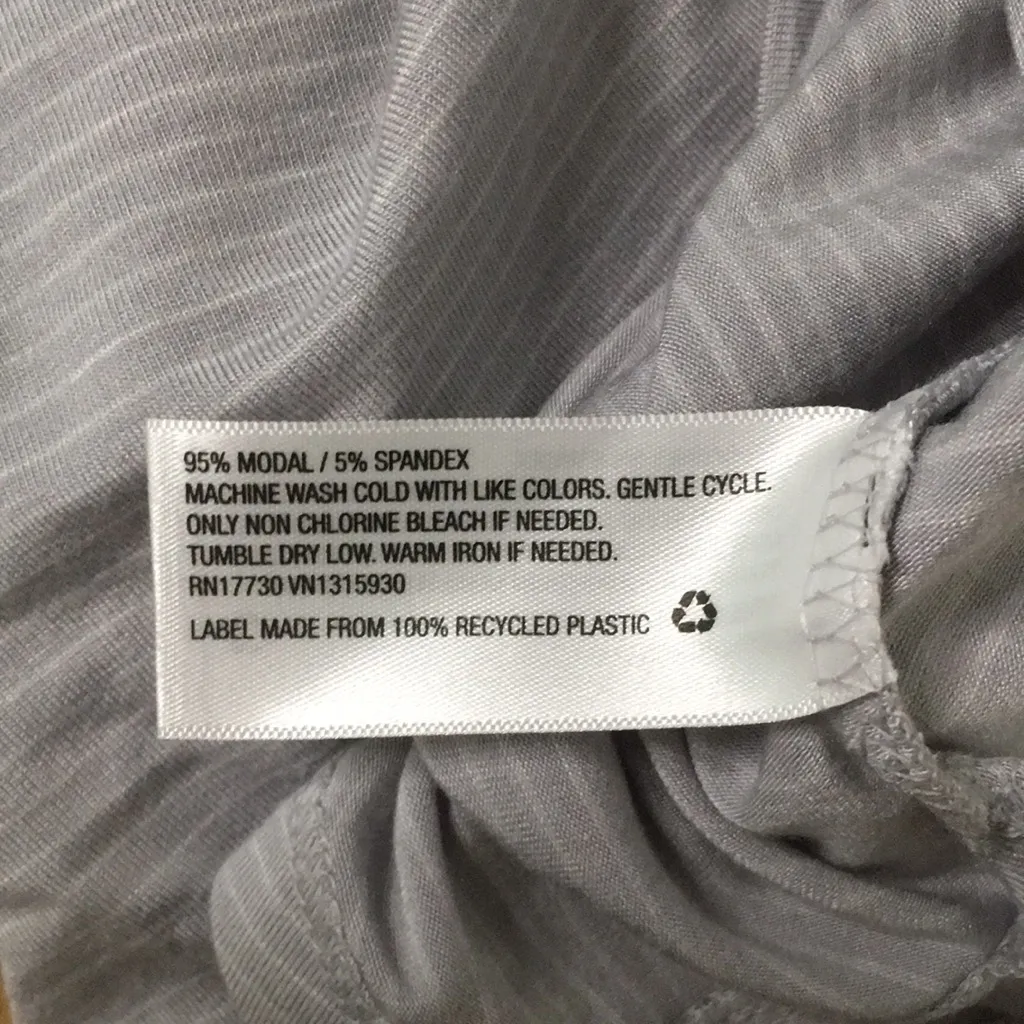 95% MODAL / 5% SPANDEX
MACHINE WASH COLD WITH LIKE COLORS. GENTLE CYCLE.
ONLY NON CHLORINE BLEACH IF NEEDED.
TUMBLE DRY LOW. WARM IRON IF NEEDED.
RN17730 VN1315930
LABEL MADE FROM 100% RECYCLED PLASTIC